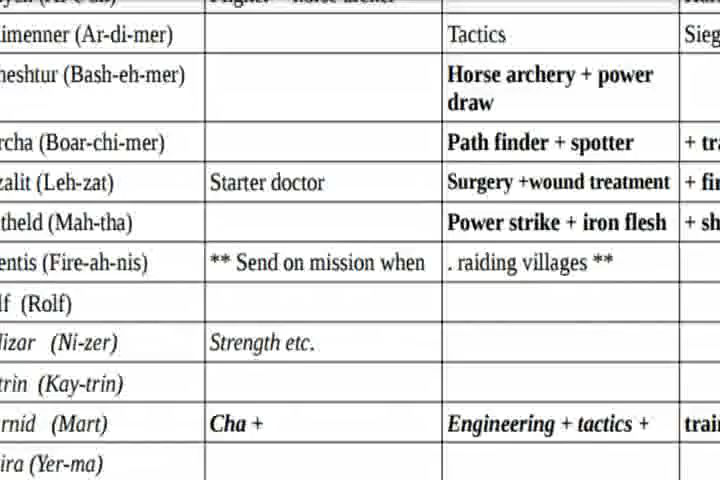 imenner (Ar-di-mer) Tactics Sieg
heshtur (Bash-eh-mer) Horse archery + power
draw
rcha (Boar-chi-mer) Path finder + spotter + tra
zalit (Leh-zat) Starter doctor Surgery +wound treatment + fir
theld (Mah-tha) Power strike + iron flesh + sh
entis (Fire-ah-nis) ** Send on mission when . raiding villages **
lf (Rolf)
lizar (Ni-zer) Strength etc.
trin (Kay-trin)
rnid (Mart) Cha + Engineering + tactics + trai
ira (Yer-ma)